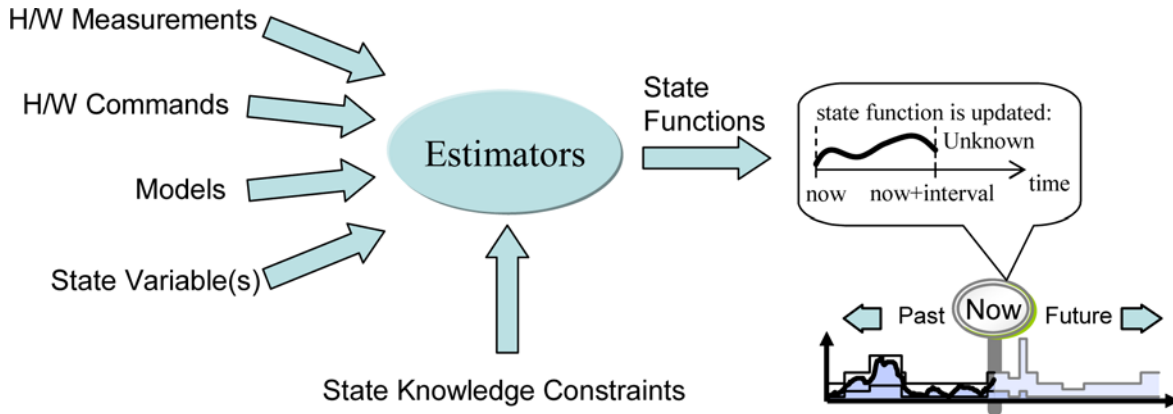 H/W Measurements
H/W Commands
Models
State Variable(s)
Estimators
State Knowledge Constraints
State
Functions
state function is updated:
Unknown
time
now
now+interval
Past
Now
Future